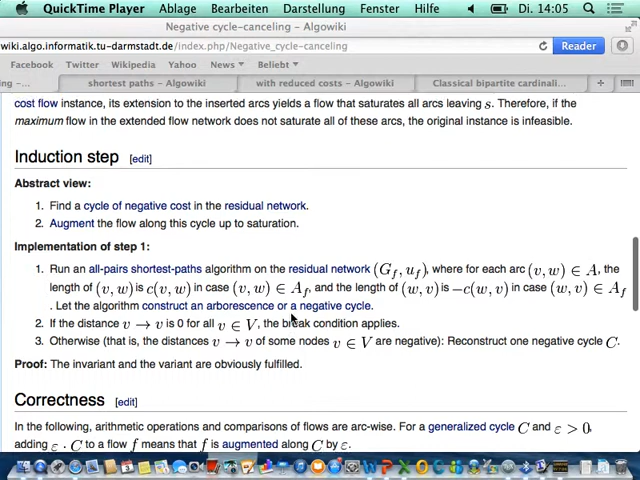 QuickTime Player Ablage Bearbeiten Darstellung Fenster Hilfe Di. 14:05
Negative cycle-canceling – Algowiki
wiki.algo.informatik.tu-darmstadt.de/index.php/Negative_cycle-canceling Reader
Facebook Twitter Wikipedia Yahoo News Beliebt
shortest paths - Algowiki with reduced costs - Algowiki Classical bipartite cardinali...
cost flow instance, its extension to the inserted arcs yields a flow that saturates all arcs leaving s. Therefore, if the
maximum flow in the extended flow network does not saturate all of these arcs, the original instance is infeasible.
Induction step [edit]
Abstract view:
1. Find a cycle of negative cost in the residual network.
2. Augment the flow along this cycle up to saturation.
Implementation of step 1:
1. Run an all-pairs shortest-paths algorithm on the residual network (G_f, u_f), where for each arc (v, w) ∈ A, the
length of (v, w) is c(v, w) in case (v, w) ∈ A_f, and the length of (w, v) is −c(w, v) in case (w, v) ∈ A_f
. Let the algorithm construct an arborescence or a negative cycle.
2. If the distance v → v is 0 for all v ∈ V, the break condition applies.
3. Otherwise (that is, the distances v → v of some nodes v ∈ V are negative): Reconstruct one negative cycle C.
Proof: The invariant and the variant are obviously fulfilled.
Correctness [edit]
In the following, arithmetic operations and comparisons of flows are arc-wise. For a generalized cycle C and ε > 0,
adding ε · C to a flow f means that f is augmented along C by ε.